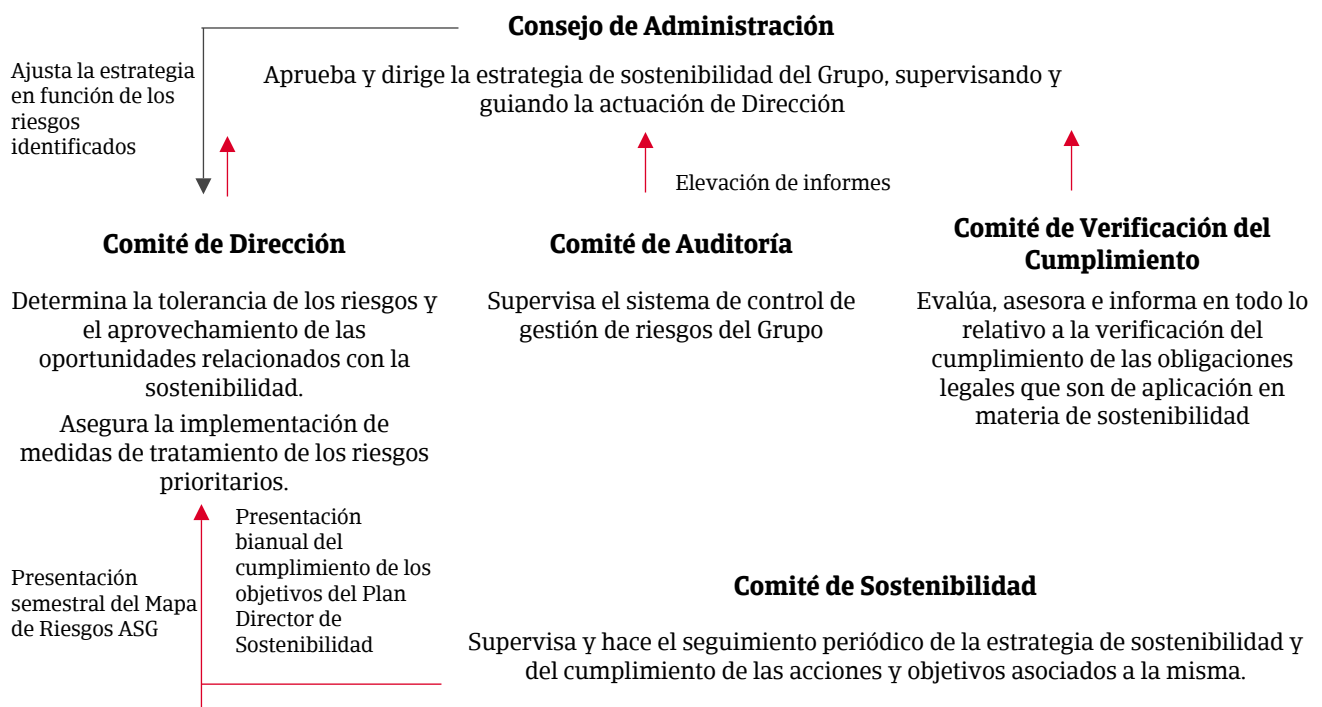 Consejo de Administración
Ajusta la estrategia
en función de los
riesgos
identificados
Aprueba y dirige la estrategia de sostenibilidad del Grupo, supervisando y
guiando la actuación de Dirección
Elevación de informes
Comité de Dirección
Determina la tolerancia de los riesgos y
el aprovechamiento de las
oportunidades relacionados con la
sostenibilidad.
Asegura la implementación de
medidas de tratamiento de los riesgos
prioritarios.
Comité de Auditoría
Supervisa el sistema de control de
gestión de riesgos del Grupo
Comité de Verificación del
Cumplimiento
Evalúa, asesora e informa en todo lo
relativo a la verificación del
cumplimiento de las obligaciones
legales que son de aplicación en
materia de sostenibilidad
Presentación
semestral del Mapa
de Riesgos ASG
Presentación
bianual del
cumplimiento de los
objetivos del Plan
Director de
Sostenibilidad
Comité de Sostenibilidad
Supervisa y hace el seguimiento periódico de la estrategia de sostenibilidad y
del cumplimiento de las acciones y objetivos asociados a la misma.